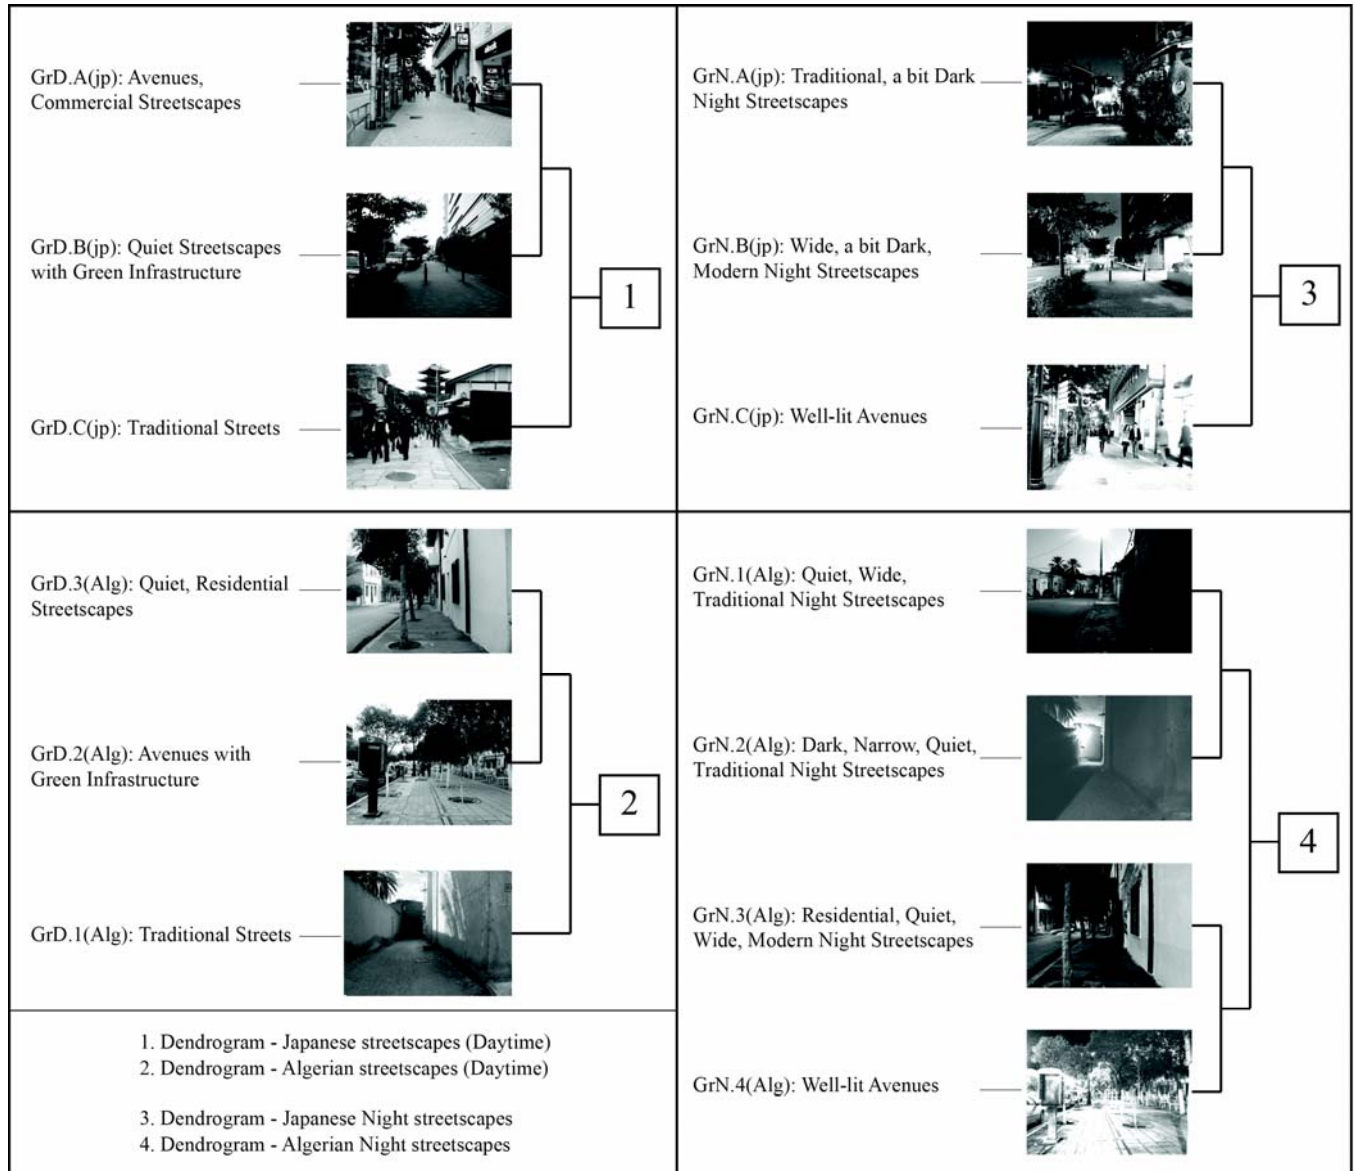 GrD.A(jp): Avenues,
Commercial Streetscapes
GrD.B(jp): Quiet Streetscapes
with Green Infrastructure
1
GrD.C(jp): Traditional Streets
GrN.A(jp): Traditional, a bit Dark
Night Streetscapes
GrN.B(jp): Wide, a bit Dark,
Modern Night Streetscapes
3
GrN.C(jp): Well-lit Avenues
GrD.3(Alg): Quiet, Residential
Streetscapes
GrD.2(Alg): Avenues with
Green Infrastructure
2
GrD.1(Alg): Traditional Streets
1. Dendrogram - Japanese streetscapes (Daytime)
2. Dendrogram - Algerian streetscapes (Daytime)
3. Dendrogram - Japanese Night streetscapes
4. Dendrogram - Algerian Night streetscapes
GrN.1(Alg): Quiet, Wide,
Traditional Night Streetscapes
GrN.2(Alg): Dark, Narrow, Quiet,
Traditional Night Streetscapes
4
GrN.3(Alg): Residential, Quiet,
Wide, Modern Night Streetscapes
GrN.4(Alg): Well-lit Avenues